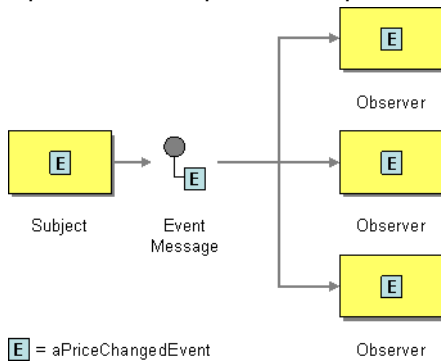 E
Observer
E
E
E
Subject
Event
Message
Observer
E
E = aPriceChangedEvent
Observer